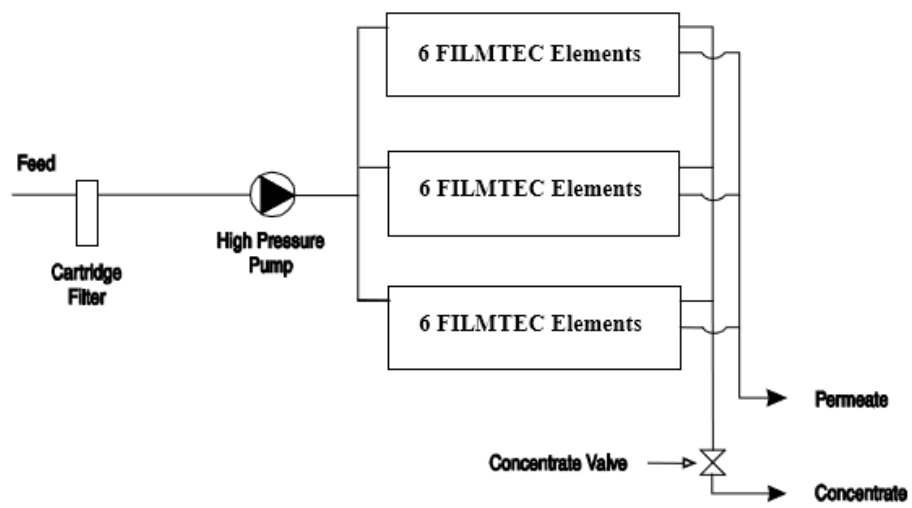 6 FILMTEC Elements
Feed
6 FILMTEC Elements
High Pressure
Pump
Cartridge
Filter
6 FILMTEC Elements
Permeate
Concentrate Valve
Concentrate